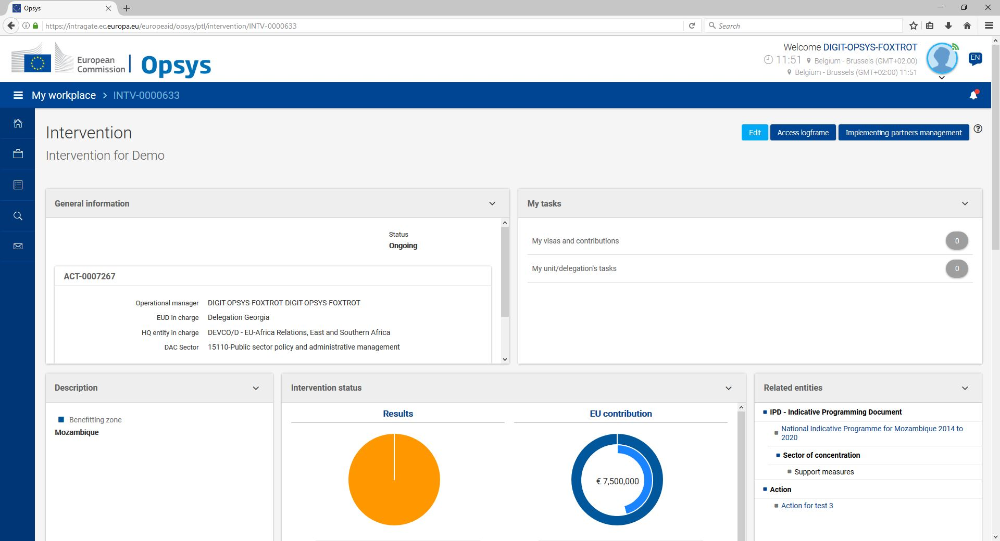 Opsys
https://intragate.ec.europa.eu/europeaid/opsys/ptl/intervention/INTV-0000633
Search
European
Commission
Opsys
Welcome DIGIT-OPSYS-FOXTROT
11:51 Belgium - Brussels (GMT+02:00)
Belgium - Brussels (GMT+02:00) 11:51
EN
My workplace > INTV-0000633
Intervention
Edit
Access logframe
Implementing partners management
Intervention for Demo
General information
Status
Ongoing
ACT-0007267
Operational manager DIGIT-OPSYS-FOXTROT DIGIT-OPSYS-FOXTROT
EUD in charge Delegation Georgia
HQ entity in charge DEVCO/D - EU-Africa Relations, East and Southern Africa
DAC Sector 15110-Public sector policy and administrative management
My tasks
My visas and contributions 0
My unit/delegation's tasks 0
Description
Benefitting zone
Mozambique
Intervention status
Results
EU contribution
€ 7,500,000
Related entities
IPD - Indicative Programming Document
National Indicative Programme for Mozambique 2014 to
2020
Sector of concentration
Support measures
Action
Action for test 3